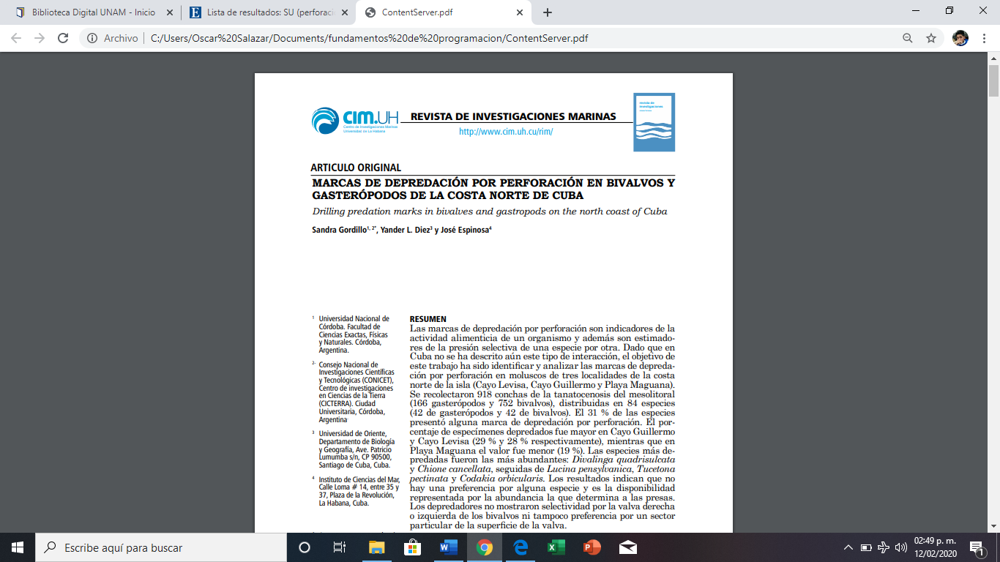 Biblioteca Digital UNAM - Inicio
Lista de resultados: SU (perforaci
ContentServer.pdf
Archivo
C:/Users/Oscar%20Salazar/Documents/fundamentos%20de%20programacion/ContentServer.pdf
CIM.UH
Centro de Investigaciones Marinas
Universidad de La Habana
REVISTA DE INVESTIGACIONES MARINAS
http://www.cim.uh.cu/rim/
revista de
investigaciones
ARTICULO ORIGINAL
MARCAS DE DEPREDACIÓN POR PERFORACIÓN EN BIVALVOS Y
GASTERÓPODOS DE LA COSTA NORTE DE CUBA
Drilling predation marks in bivalves and gastropods on the north coast of Cuba
Sandra Gordillo1, 2*, Yander L. Diez3 y José Espinosa4
1 Universidad Nacional de
Córdoba. Facultad de
Ciencias Exactas, Físicas
y Naturales. Córdoba,
Argentina.
2- Consejo Nacional de
Investigaciones Científicas
y Tecnológicas (CONICET),
Centro de investigaciones
en Ciencias de la Tierra
(CICTERRA). Ciudad
Universitaria, Córdoba,
Argentina
3 Universidad de Oriente,
Departamento de Biología
y Geografía, Ave. Patricio
Lumumba s/n, CP 90500,
Santiago de Cuba, Cuba.
4 Instituto de Ciencias del Mar,
Calle Loma # 14, entre 35 y
37, Plaza de la Revolución,
La Habana, Cuba.
RESUMEN
Las marcas de depredación por perforación son indicadores de la
actividad alimenticia de un organismo y además son estimado-
res de la presión selectiva de una especie por otra. Dado que en
Cuba no se ha descrito aún este tipo de interacción, el objetivo de
este trabajo ha sido identificar y analizar las marcas de depreda-
ción por perforación en moluscos de tres localidades de la costa
norte de la isla (Cayo Levisa, Cayo Guillermo y Playa Maguana).
Se recolectaron 918 conchas de la tanatocenosis del mesolitoral
(166 gasterópodos y 752 bivalvos), distribuidas en 84 especies
(42 de gasterópodos y 42 de bivalvos). El 31 % de las especies
presentó alguna marca de depredación por perforación. El por-
centaje de especímenes depredados fue mayor en Cayo Guillermo
y Cayo Levisa (29 % y 28 % respectivamente), mientras que en
Playa Maguana el valor fue menor (19 %). Las especies más de-
predadas fueron las más abundantes: Divalinga quadrisulcata
y Chione cancellata, seguidas de Lucina pensylvanica, Tucetona
pectinata y Codakia orbicularis. Los resultados indican que no
hay una preferencia por alguna especie y es la disponibilidad
representada por la abundancia la que determina a las presas.
Los depredadores no mostraron selectividad por la valva derecha
o izquierda de los bivalvos ni tampoco preferencia por un sector
particular de la superficie de la valva.
Escribe aquí para buscar
02:49 p. m.
12/02/2020
1